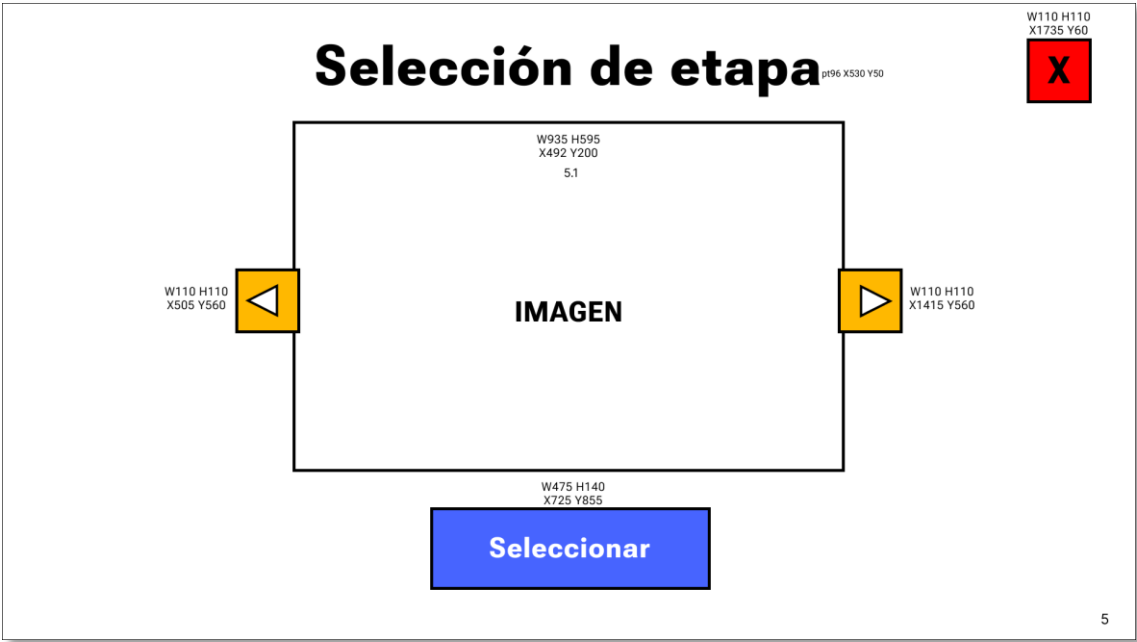 W110 H110
X1735 Y60
X
Selección de etapa
pt96 X530 Y50
W935 H595
X492 Y200
5.1
W110 H110
X505 Y560
IMAGEN
W110 H110
X1415 Y560
W475 H140
X725 Y855
Seleccionar
5